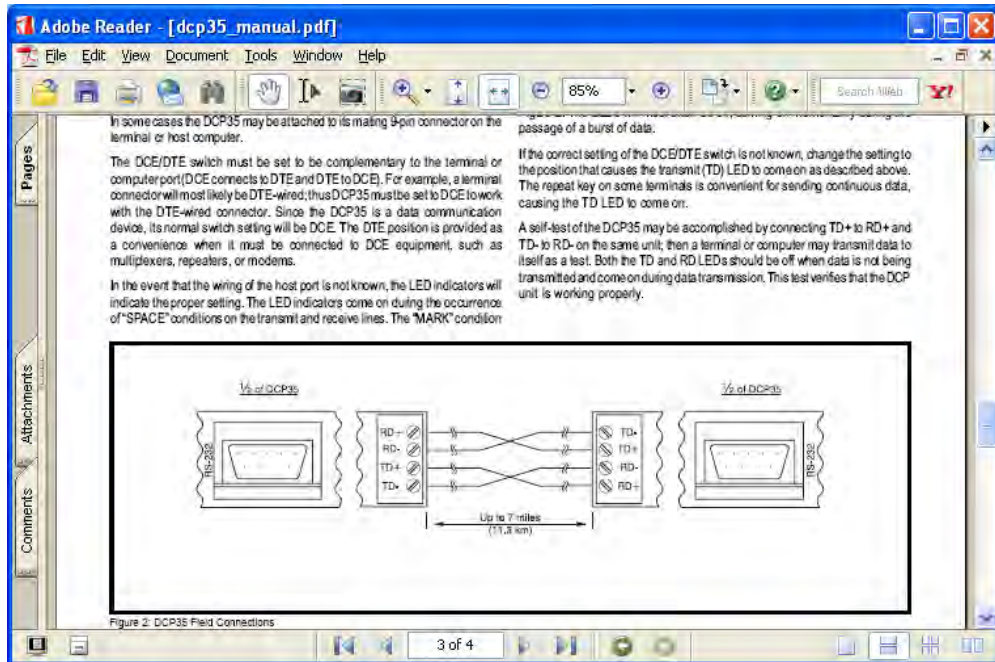 Adobe Reader - [dcp35_manual.pdf]
File Edit View Document Tools Window Help
85%
Search Web
Y!
Pages
Attachments
Comments
In some cases the DCP35 may be attached to its mating 9-pin connector on the
terminal or host computer.
The DCE/DTE switch must be set to be complementary to the terminal or
computer port (DCE connects to DTE and DTE to DCE). For example, a terminal
connector will most likely be DTE-wired; thus DCP35 must be set to DCE to work
with the DTE-wired connector. Since the DCP35 is a data communication
device, its normal switch setting will be DCE. The DTE position is provided as
a convenience when it must be connected to DCE equipment, such as
multiplexers, repeaters, or modems.
In the event that the wiring of the host port is not known, the LED indicators will
indicate the proper setting. The LED indicators come on during the occurrence
of "SPACE" conditions on the transmit and receive lines. The "MARK" condition
passage of a burst of data.
If the correct setting of the DCE/DTE switch is not known, change the setting to
the position that causes the transmit (TD) LED to come on as described above.
The repeat key on some terminals is convenient for sending continuous data,
causing the TD LED to come on.
A self-test of the DCP35 may be accomplished by connecting TD+ to RD+ and
TD- to RD- on the same unit; then a terminal or computer may transmit data to
itself as a test. Both the TD and RD LEDs should be off when data is not being
transmitted and come on during data transmission. This test verifies that the DCP
unit is working properly.
½ of DCP35
½ of DCP35
RS-232
RD+
RD-
TD+
TD-
TD-
TD+
RD-
RD+
RS-232
Up to 7 miles
(11.3 km)
Figure 2: DCP35 Field Connections
3 of 4